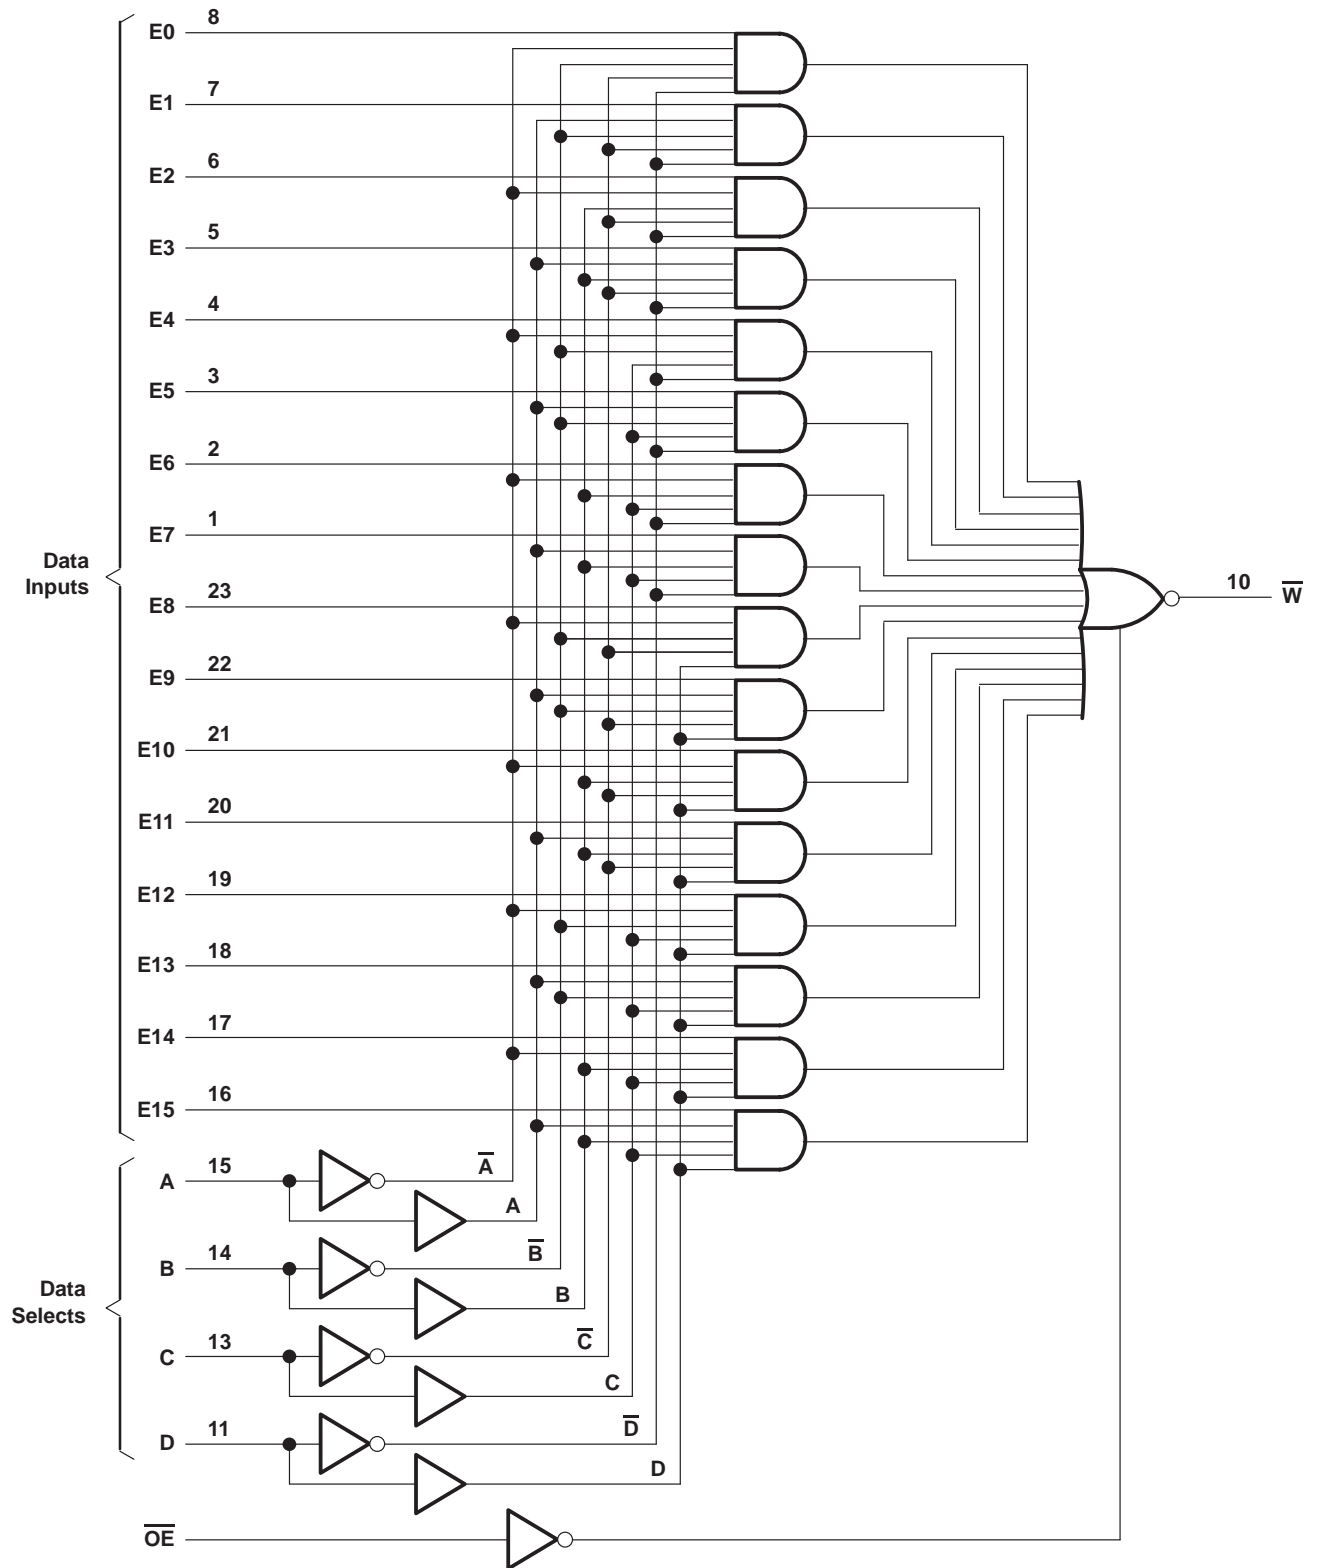 E0 8
E1 7
E2 6
E3 5
E4 4
E5 3
E6 2
E7 1
Data
Inputs
E8 23
10 W̅
E9 22
E10 21
E11 20
E12 19
E13 18
E14 17
E15 16
A 15 A̅
A
B 14 B̅
B
Data
Selects
C 13 C̅
C
D 11 D̅
D
O̅E̅